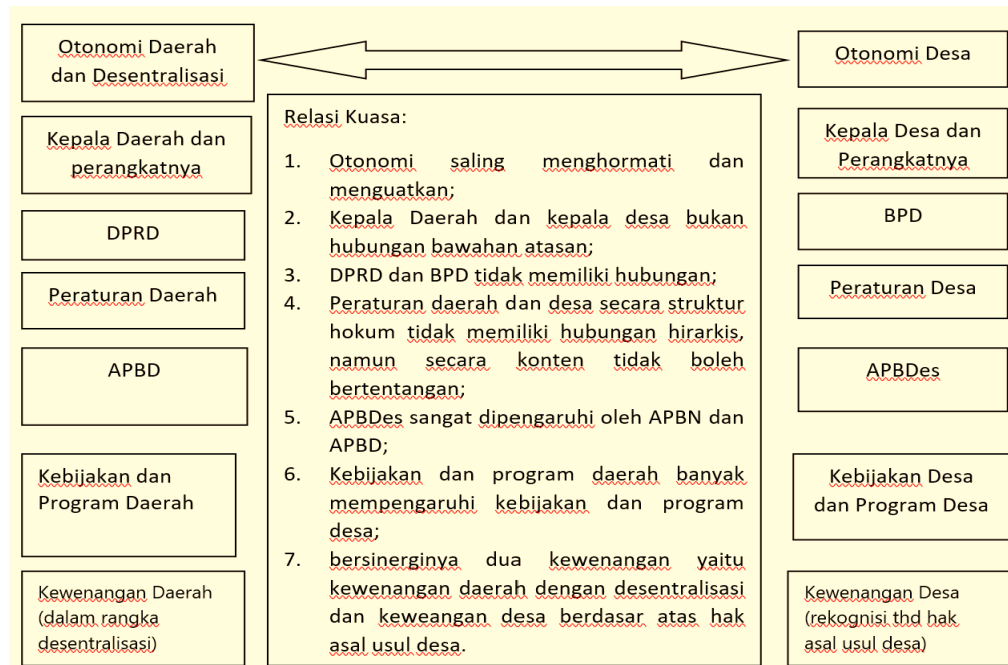 Otonomi Daerah
dan Desentralisasi
Kepala Daerah dan
perangkatnya
DPRD
Peraturan Daerah
APBD
Kebijakan dan
Program Daerah
Kewenangan Daerah
(dalam rangka
desentralisasi)
Relasi Kuasa:
1. Otonomi saling menghormati dan
menguatkan;
2. Kepala Daerah dan kepala desa bukan
hubungan bawahan atasan;
3. DPRD dan BPD tidak memiliki hubungan;
4. Peraturan daerah dan desa secara struktur
hokum tidak memiliki hubungan hirarkis,
namun secara konten tidak boleh
bertentangan;
5. APBDes sangat dipengaruhi oleh APBN dan
APBD;
6. Kebijakan dan program daerah banyak
mempengaruhi kebijakan dan program
desa;
7. bersinerginya dua kewenangan yaitu
kewenangan daerah dengan desentralisasi
dan keweangan desa berdasar atas hak
asal usul desa.
Otonomi Desa
Kepala Desa dan
Perangkatnya
BPD
Peraturan Desa
APBDes
Kebijakan Desa
dan Program Desa
Kewenangan Desa
(rekognisi thd hak
asal usul desa)